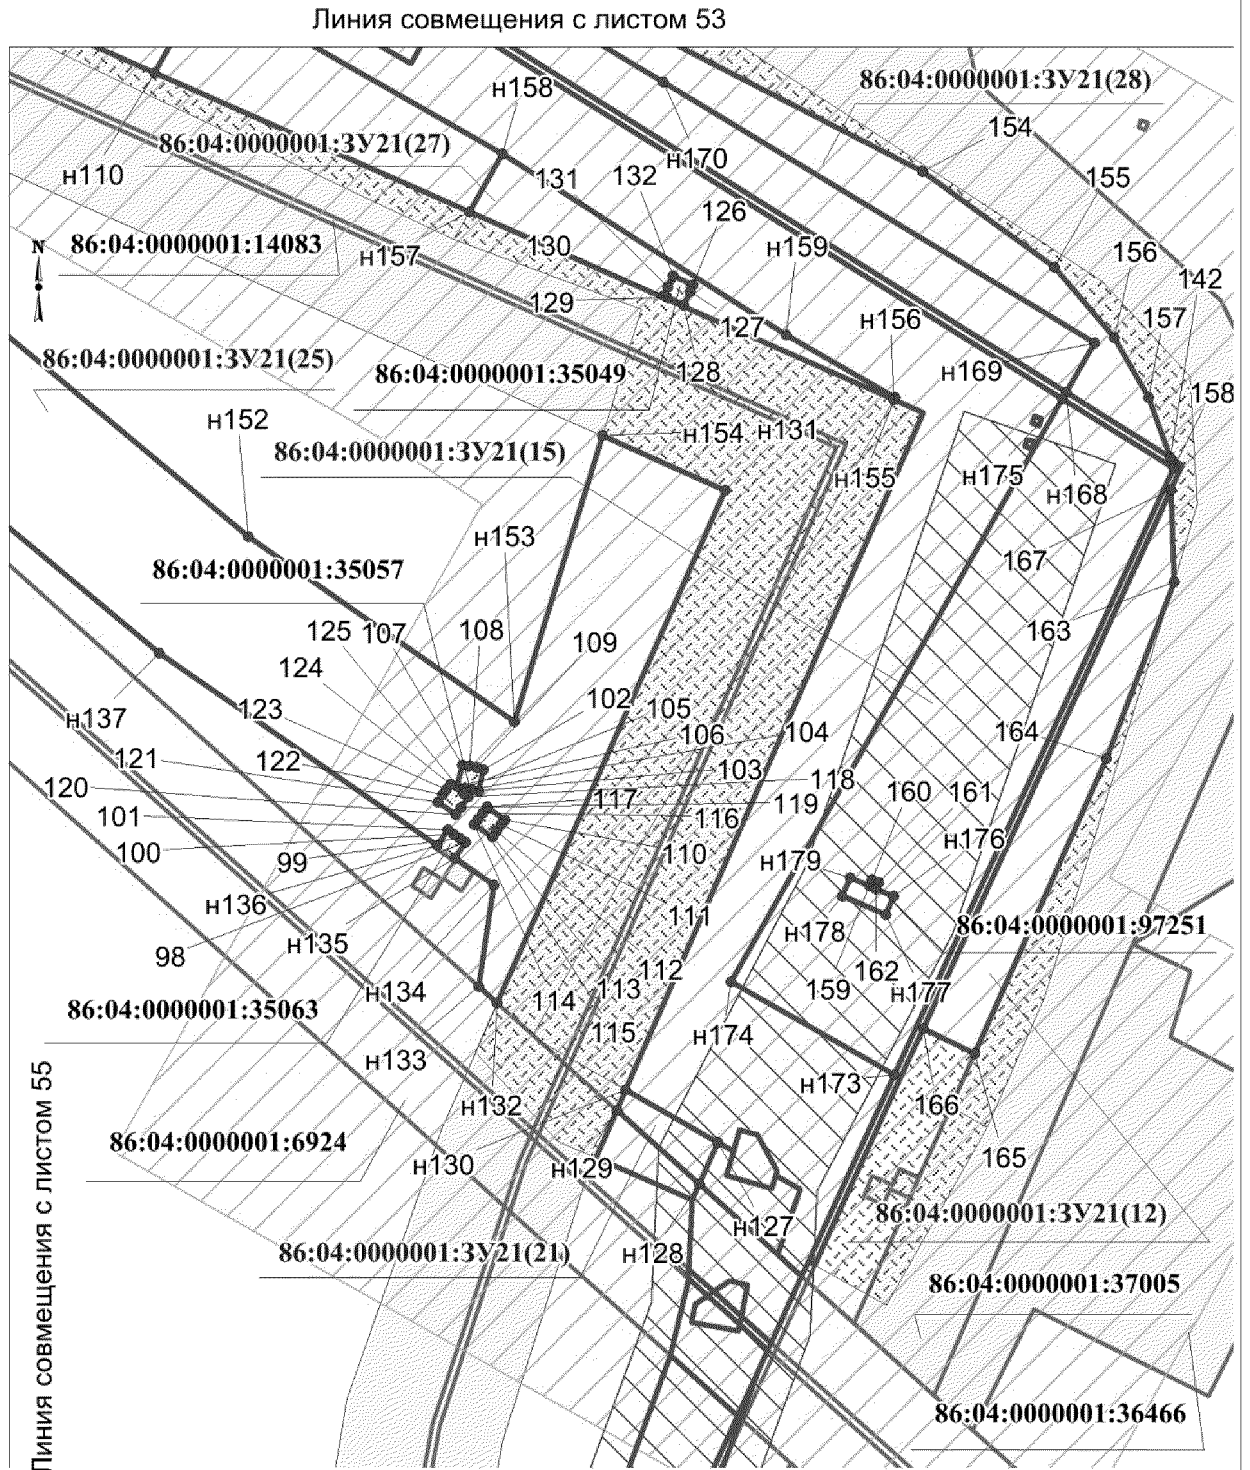 Линия совмещения с листом 53
86:04:0000001:ЗУ21(28)
н158
154
86:04:0000001:ЗУ21(27)
н170
н110
131
132
155
126
130
н159
156
86:04:0000001:14083
н157
N
142
129
157
127
н156
86:04:0000001:ЗУ21(25)
86:04:0000001:35049
128
н169
158
н152
н154
н131
86:04:0000001:ЗУ21(15)
н155
н175
н168
н153
86:04:0000001:35057
167
125
107
108
109
163
124
102
123
105
н137
106
104
164
121
122
103
118
120
117
119
160
161
101
116
100
99
110
н179
н176
н136
111
н135
н178
86:04:0000001:97251
98
112
162
н134
114
113
159
н177
86:04:0000001:35063
115
н174
н133
н173
н132
166
86:04:0000001:6924
н130
н129
165
86:04:0000001:ЗУ21(12)
н127
86:04:0000001:ЗУ21(21)
н128
86:04:0000001:37005
86:04:0000001:36466
Линия совмещения с листом 55